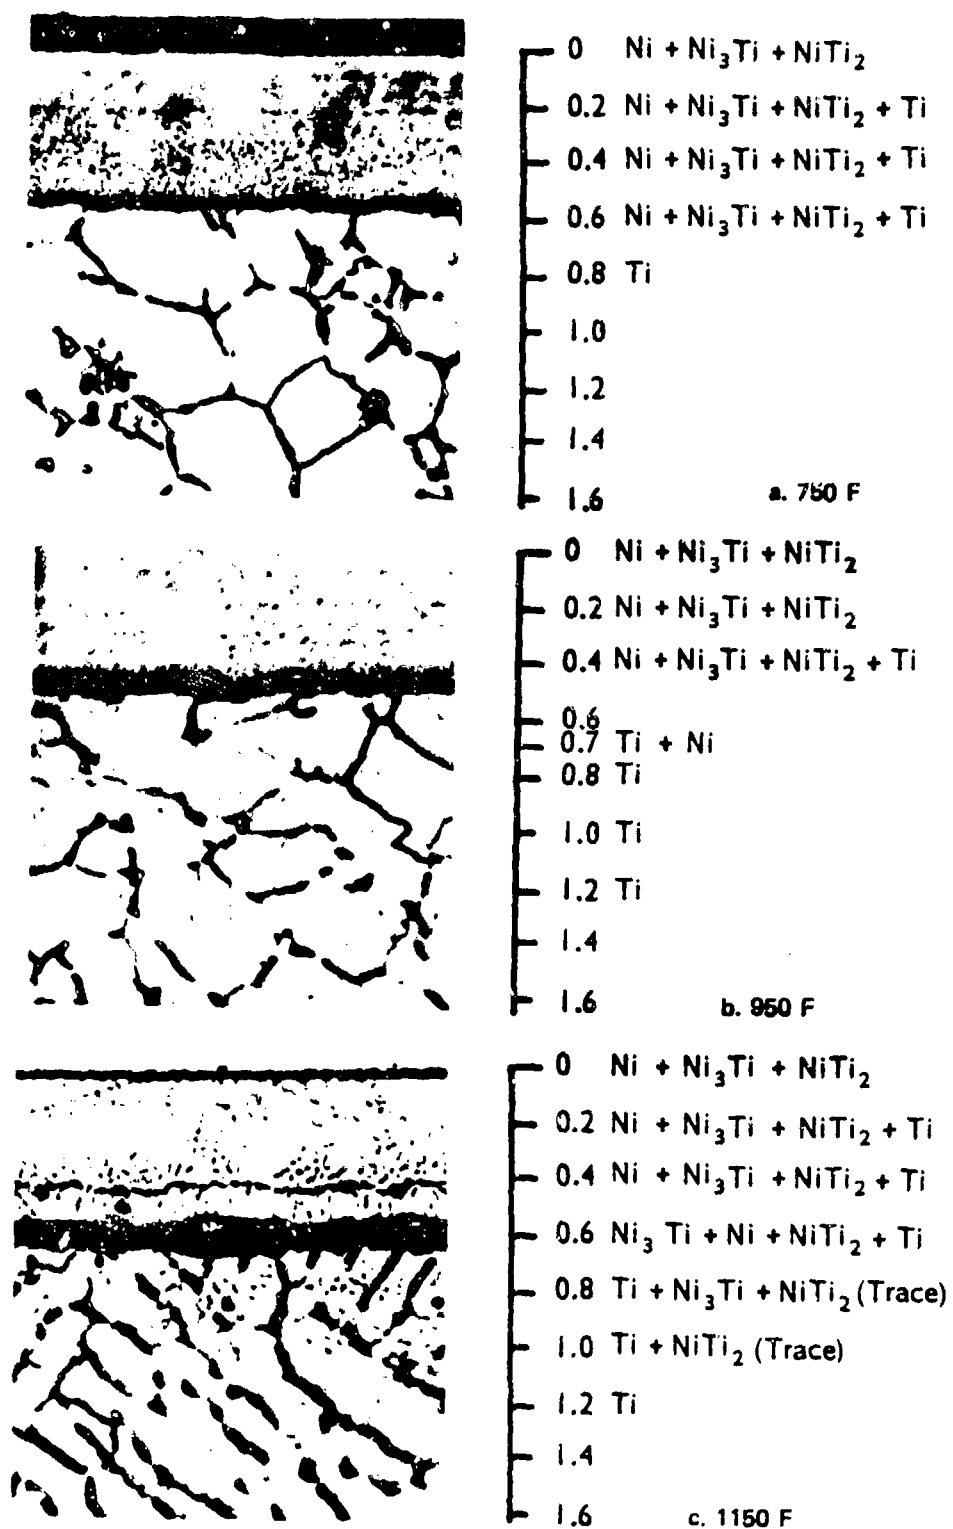 0 Ni + Ni₃Ti + NiTi₂
0.2 Ni + Ni₃Ti + NiTi₂ + Ti
0.4 Ni + Ni₃Ti + NiTi₂ + Ti
0.6 Ni + Ni₃Ti + NiTi₂ + Ti
0.8 Ti
1.0
1.2
1.4
1.6
a. 750 F
0 Ni + Ni₃Ti + NiTi₂
0.2 Ni + Ni₃Ti + NiTi₂
0.4 Ni + Ni₃Ti + NiTi₂ + Ti
0.6
0.7 Ti + Ni
0.8 Ti
1.0 Ti
1.2 Ti
1.4
1.6
b. 950 F
0 Ni + Ni₃Ti + NiTi₂
0.2 Ni + Ni₃Ti + NiTi₂ + Ti
0.4 Ni + Ni₃Ti + NiTi₂ + Ti
0.6 Ni₃ Ti + Ni + NiTi₂ + Ti
0.8 Ti + Ni₃Ti + NiTi₂ (Trace)
1.0 Ti + NiTi₂ (Trace)
1.2 Ti
1.4
1.6
c. 1150 F